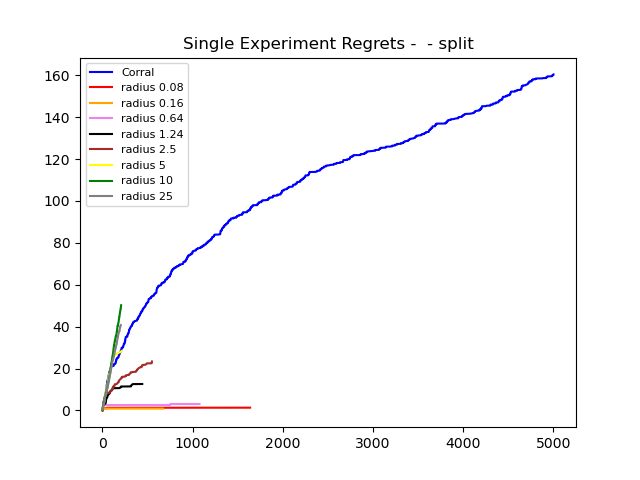 Single Experiment Regrets -  - split
Corral
radius 0.08
radius 0.16
radius 0.64
radius 1.24
radius 2.5
radius 5
radius 10
radius 25
160
140
120
100
80
60
40
20
0
0 1000 2000 3000 4000 5000